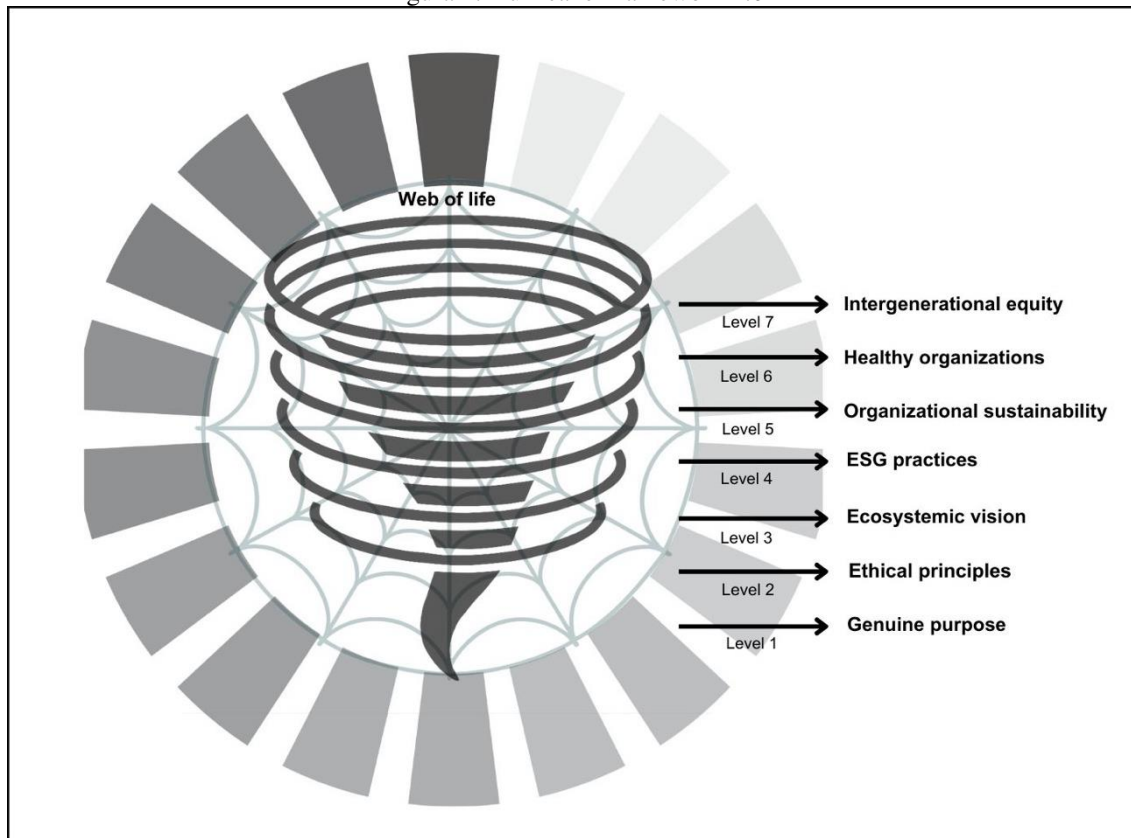 Web of life
Intergenerational equity
Level 7
Healthy organizations
Level 6
Organizational sustainability
Level 5
ESG practices
Level 4
Ecosystemic vision
Level 3
Ethical principles
Level 2
Genuine purpose
Level 1